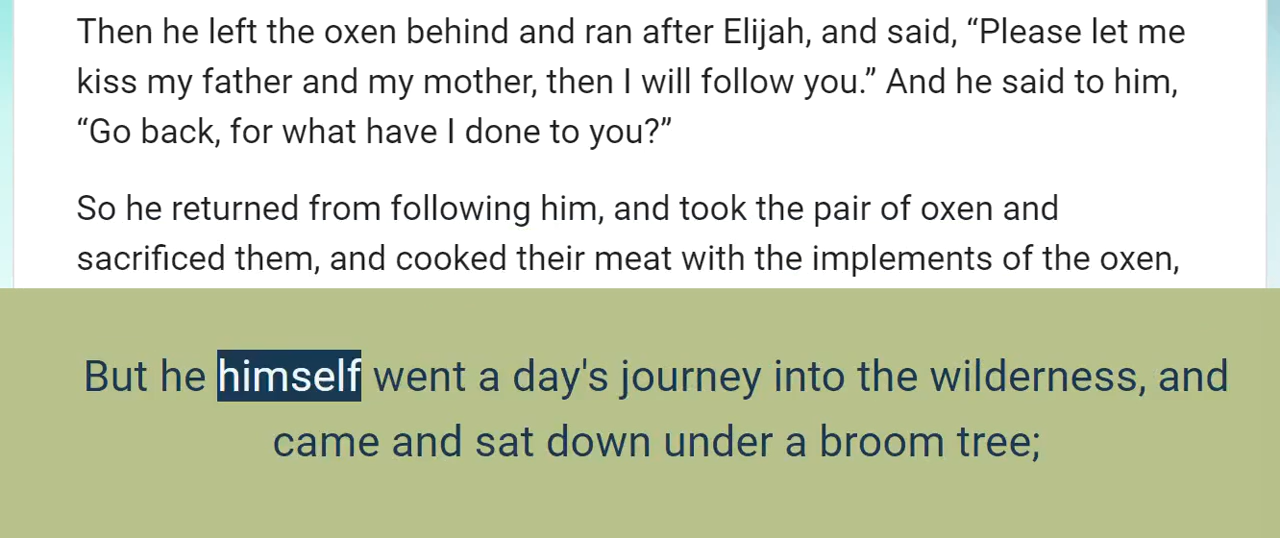 Then he left the oxen behind and ran after Elijah, and said, “Please let me
kiss my father and my mother, then I will follow you.” And he said to him,
“Go back, for what have I done to you?”
So he returned from following him, and took the pair of oxen and
sacrificed them, and cooked their meat with the implements of the oxen,
But he himself went a day's journey into the wilderness, and
came and sat down under a broom tree;